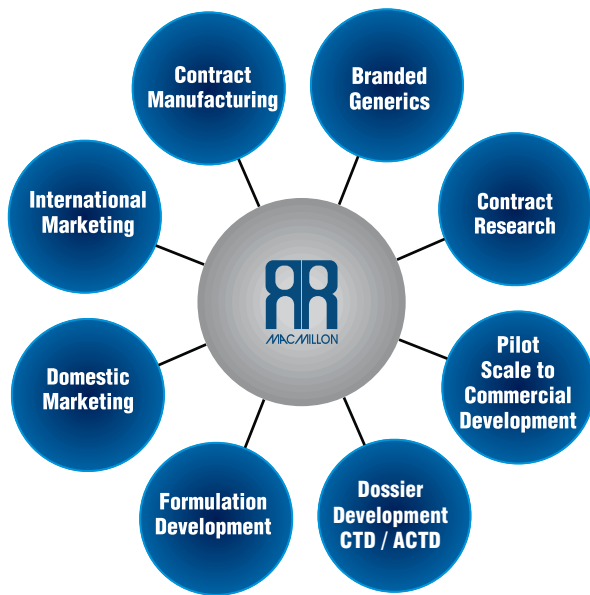 Contract
Manufacturing
Branded
Generics
International
Marketing
Contract
Research
MACMILLON
Domestic
Marketing
Pilot
Scale to
Commercial
Development
Formulation
Development
Dossier
Development
CTD / ACTD